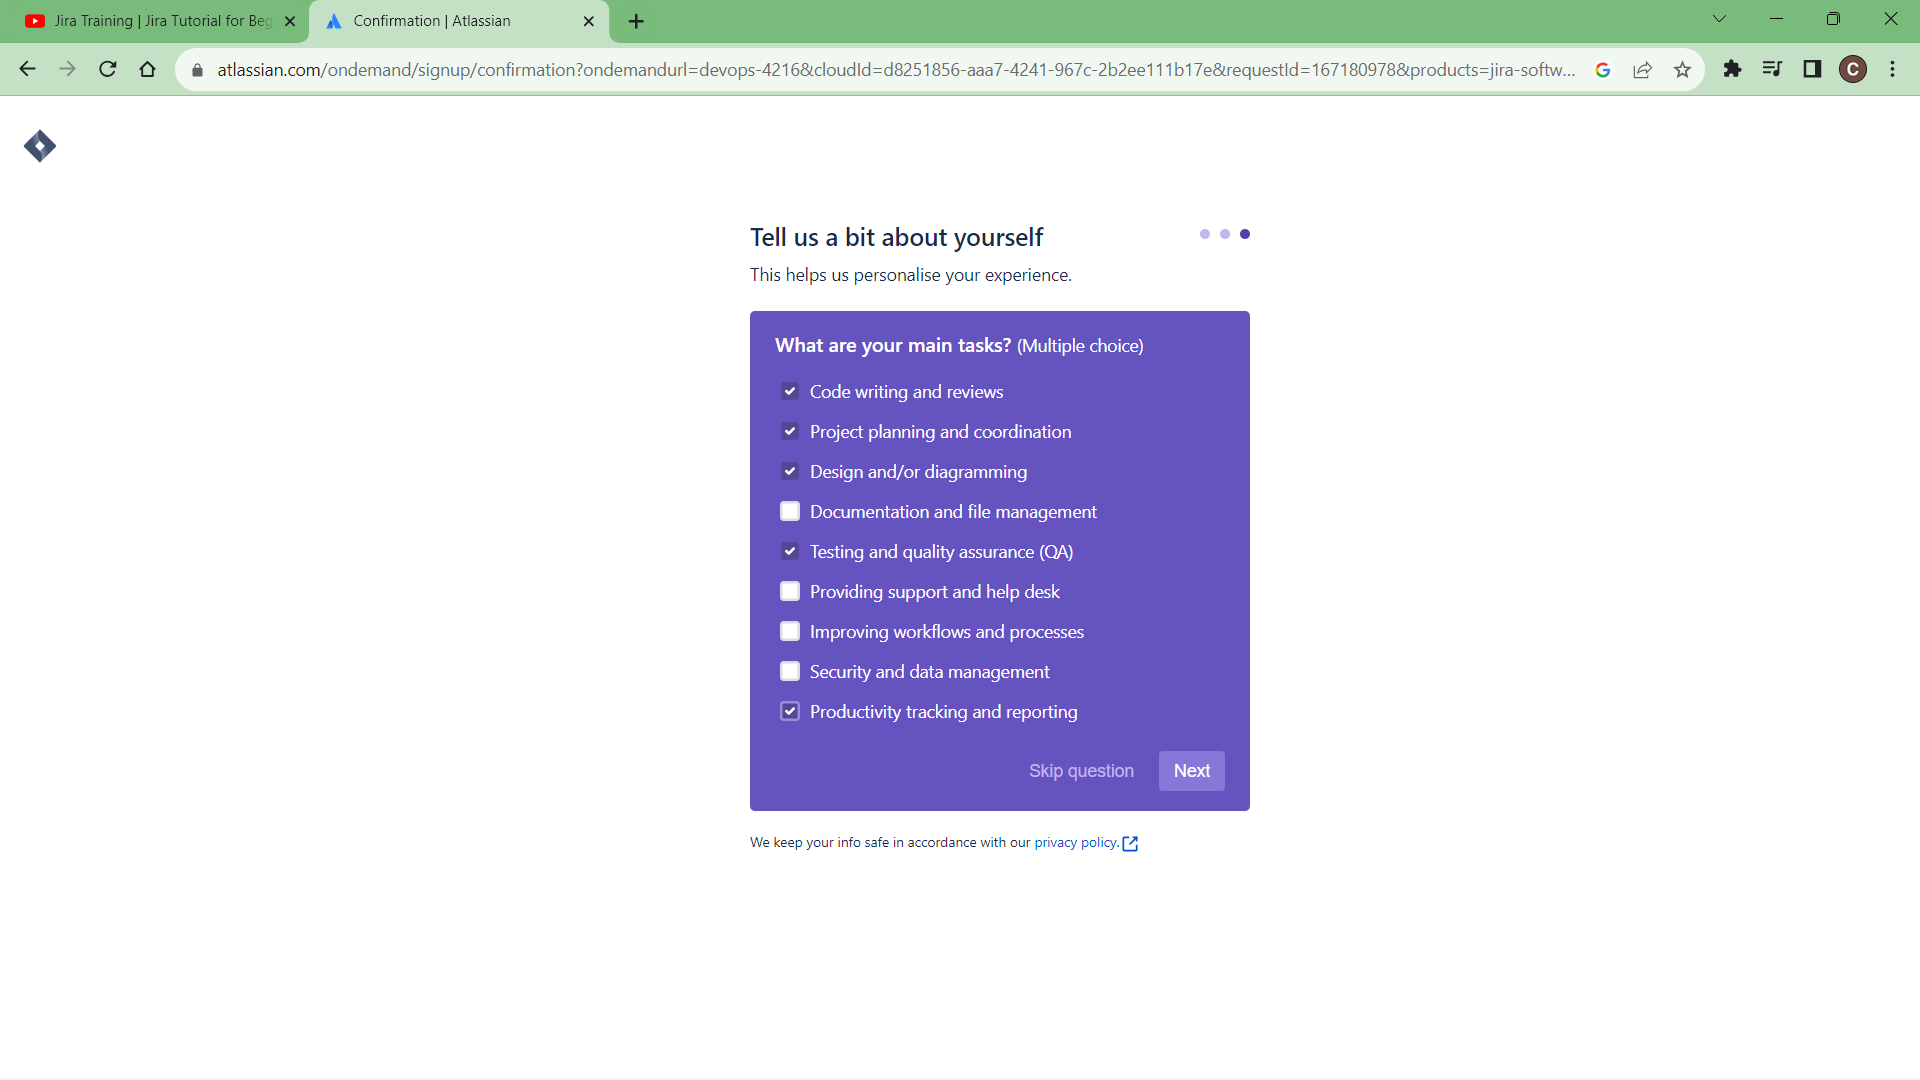 Jira Training | Jira Tutorial for Beg
Confirmation | Atlassian
atlassian.com/ondemand/signup/confirmation?ondemandurl=devops-4216&cloudId=d8251856-aaa7-4241-967c-2b2ee111b17e&requestId=167180978&products=jira-softw...
C
Tell us a bit about yourself
This helps us personalise your experience.
What are your main tasks? (Multiple choice)
Code writing and reviews
Project planning and coordination
Design and/or diagramming
Documentation and file management
Testing and quality assurance (QA)
Providing support and help desk
Improving workflows and processes
Security and data management
Productivity tracking and reporting
Skip question Next
We keep your info safe in accordance with our privacy policy.